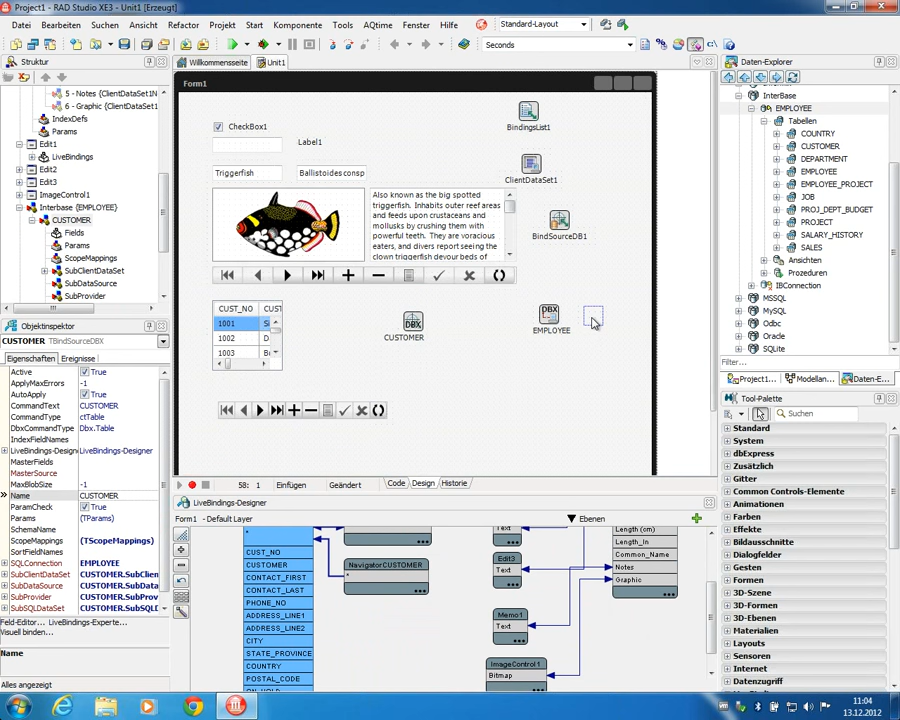 Project1 - RAD Studio XE3 - Unit1 [Erzeugt]
Datei Bearbeiten Suchen Ansicht Refactor Projekt Start Komponente Tools AQtime Fenster Hilfe Standard-Layout
Seconds
Struktur
5 - Notes {ClientDataSet1N
6 - Graphic {ClientDataSet1
IndexDefs
Params
Edit1
LiveBindings
Edit2
Edit3
ImageControl1
Interbase {EMPLOYEE}
CUSTOMER
Fields
Params
ScopeMappings
SubClientDataSet
SubDataSource
SubProvider
Objektinspektor
CUSTOMER TBindSourceDBX
Eigenschaften Ereignisse
Active True
ApplyMaxErrors -1
AutoApply True
CommandText CUSTOMER
CommandType ctTable
DbxCommandType Dbx.Table
IndexFieldNames
LiveBindings-Designer LiveBindings-Designer
MasterFields
MasterSource
MaxBlobSize -1
Name CUSTOMER
ParamCheck True
Params (TParams)
SchemaName
ScopeMappings (TScopeMappings)
SortFieldNames
SQLConnection EMPLOYEE
SubClientDataSet CUSTOMER.SubClien
SubDataSource CUSTOMER.SubData
SubProvider CUSTOMER.SubProv
SubSQLDataSet CUSTOMER.SubSQL
Feld-Editor... LiveBindings-Experte...
Visuell binden...
Name
Alles angezeigt
Willkommensseite Unit1
Form1
CheckBox1
Label1
BindingsList1
Triggerfish
Ballistoides consp
ClientDataSet1
Also known as the big spotted
triggerfish. Inhabits outer reef areas
and feeds upon crustaceans and
mollusks by crushing them with
powerful teeth. They are voracious
eaters, and divers report seeing the
clown triggerfish devour beds of
BindSourceDB1
CUST_NO CUST
1001 Si
1002 D
1003 B
DBX
CUSTOMER
DBX
EMPLOYEE
58: 1 Einfügen Geändert Code Design Historie
LiveBindings-Designer
Form1 - Default Layer Ebenen
*
CUST_NO
CUSTOMER
CONTACT_FIRST
CONTACT_LAST
PHONE_NO
ADDRESS_LINE1
ADDRESS_LINE2
CITY
STATE_PROVINCE
COUNTRY
POSTAL_CODE
ON_HOLD
NavigatorCUSTOMER
*
Text
Edit3
Text
Memo1
Text
ImageControl1
Bitmap
Length (cm)
Length_In
Common_Name
Notes
Graphic
Daten-Explorer
InterBase
EMPLOYEE
Tabellen
COUNTRY
CUSTOMER
DEPARTMENT
EMPLOYEE
EMPLOYEE_PROJECT
JOB
PROJ_DEPT_BUDGET
PROJECT
SALARY_HISTORY
SALES
Ansichten
Prozeduren
IBConnection
MSSQL
MySQL
Odbc
Oracle
SQLite
Filter...
Project1... Modellan... Daten-E...
Tool-Palette
Suchen
Standard
System
dbExpress
Zusätzlich
Gitter
Common Controls-Elemente
Animationen
Farben
Effekte
Bildausschnitte
Dialogfelder
Gesten
Formen
3D-Szene
3D-Formen
3D-Ebenen
Materialien
Layouts
Sensoren
Internet
Datenzugriff
11:04
13.12.2012